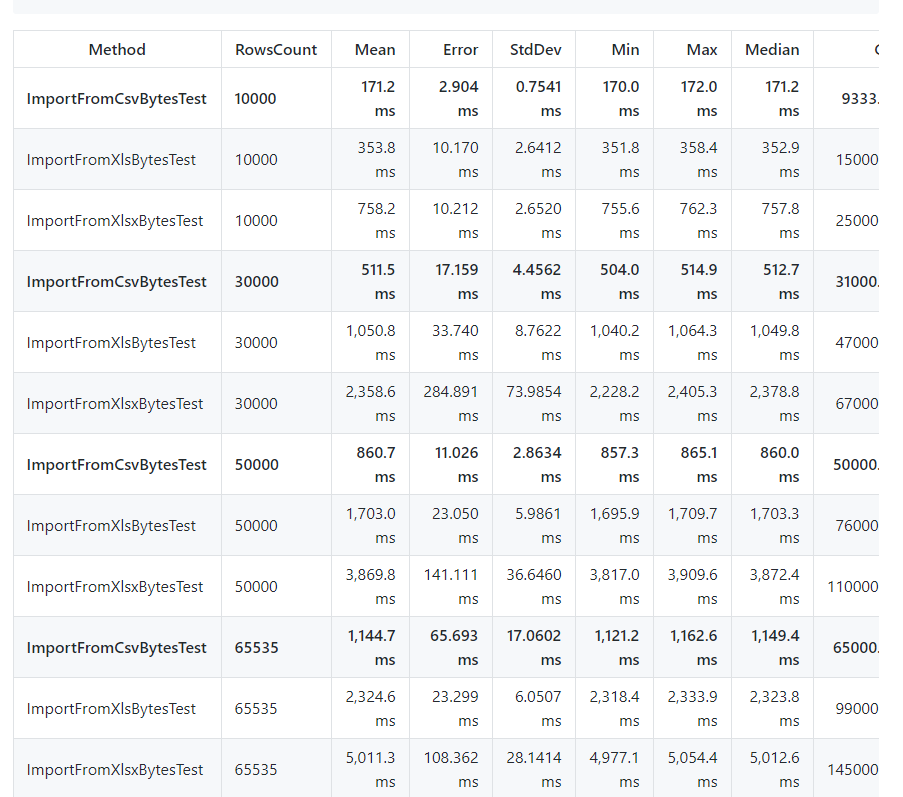 Method RowsCount Mean Error StdDev Min Max Median
ImportFromCsvBytesTest 10000 171.2 ms 2.904 ms 0.7541 ms 170.0 ms 172.0 ms 171.2 ms 9333.
ImportFromXlsBytesTest 10000 353.8 ms 10.170 ms 2.6412 ms 351.8 ms 358.4 ms 352.9 ms 15000
ImportFromXlsxBytesTest 10000 758.2 ms 10.212 ms 2.6520 ms 755.6 ms 762.3 ms 757.8 ms 25000
ImportFromCsvBytesTest 30000 511.5 ms 17.159 ms 4.4562 ms 504.0 ms 514.9 ms 512.7 ms 31000.
ImportFromXlsBytesTest 30000 1,050.8 ms 33.740 ms 8.7622 ms 1,040.2 ms 1,064.3 ms 1,049.8 ms 47000
ImportFromXlsxBytesTest 30000 2,358.6 ms 284.891 ms 73.9854 ms 2,228.2 ms 2,405.3 ms 2,378.8 ms 67000
ImportFromCsvBytesTest 50000 860.7 ms 11.026 ms 2.8634 ms 857.3 ms 865.1 ms 860.0 ms 50000.
ImportFromXlsBytesTest 50000 1,703.0 ms 23.050 ms 5.9861 ms 1,695.9 ms 1,709.7 ms 1,703.3 ms 76000
ImportFromXlsxBytesTest 50000 3,869.8 ms 141.111 ms 36.6460 ms 3,817.0 ms 3,909.6 ms 3,872.4 ms 110000
ImportFromCsvBytesTest 65535 1,144.7 ms 65.693 ms 17.0602 ms 1,121.2 ms 1,162.6 ms 1,149.4 ms 65000.
ImportFromXlsBytesTest 65535 2,324.6 ms 23.299 ms 6.0507 ms 2,318.4 ms 2,333.9 ms 2,323.8 ms 99000
ImportFromXlsxBytesTest 65535 5,011.3 ms 108.362 ms 28.1414 ms 4,977.1 ms 5,054.4 ms 5,012.6 ms 145000